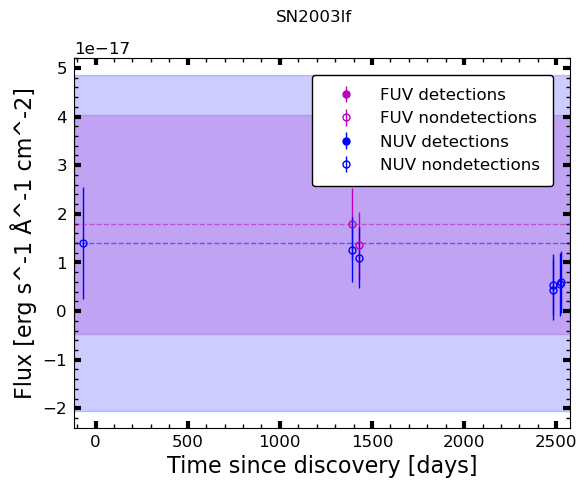 SN2003lf
1e−17
Flux [erg s^-1 Å^-1 cm^-2]
5
4
3
2
1
0
−1
−2
FUV detections
FUV nondetections
NUV detections
NUV nondetections
0 500 1000 1500 2000 2500
Time since discovery [days]